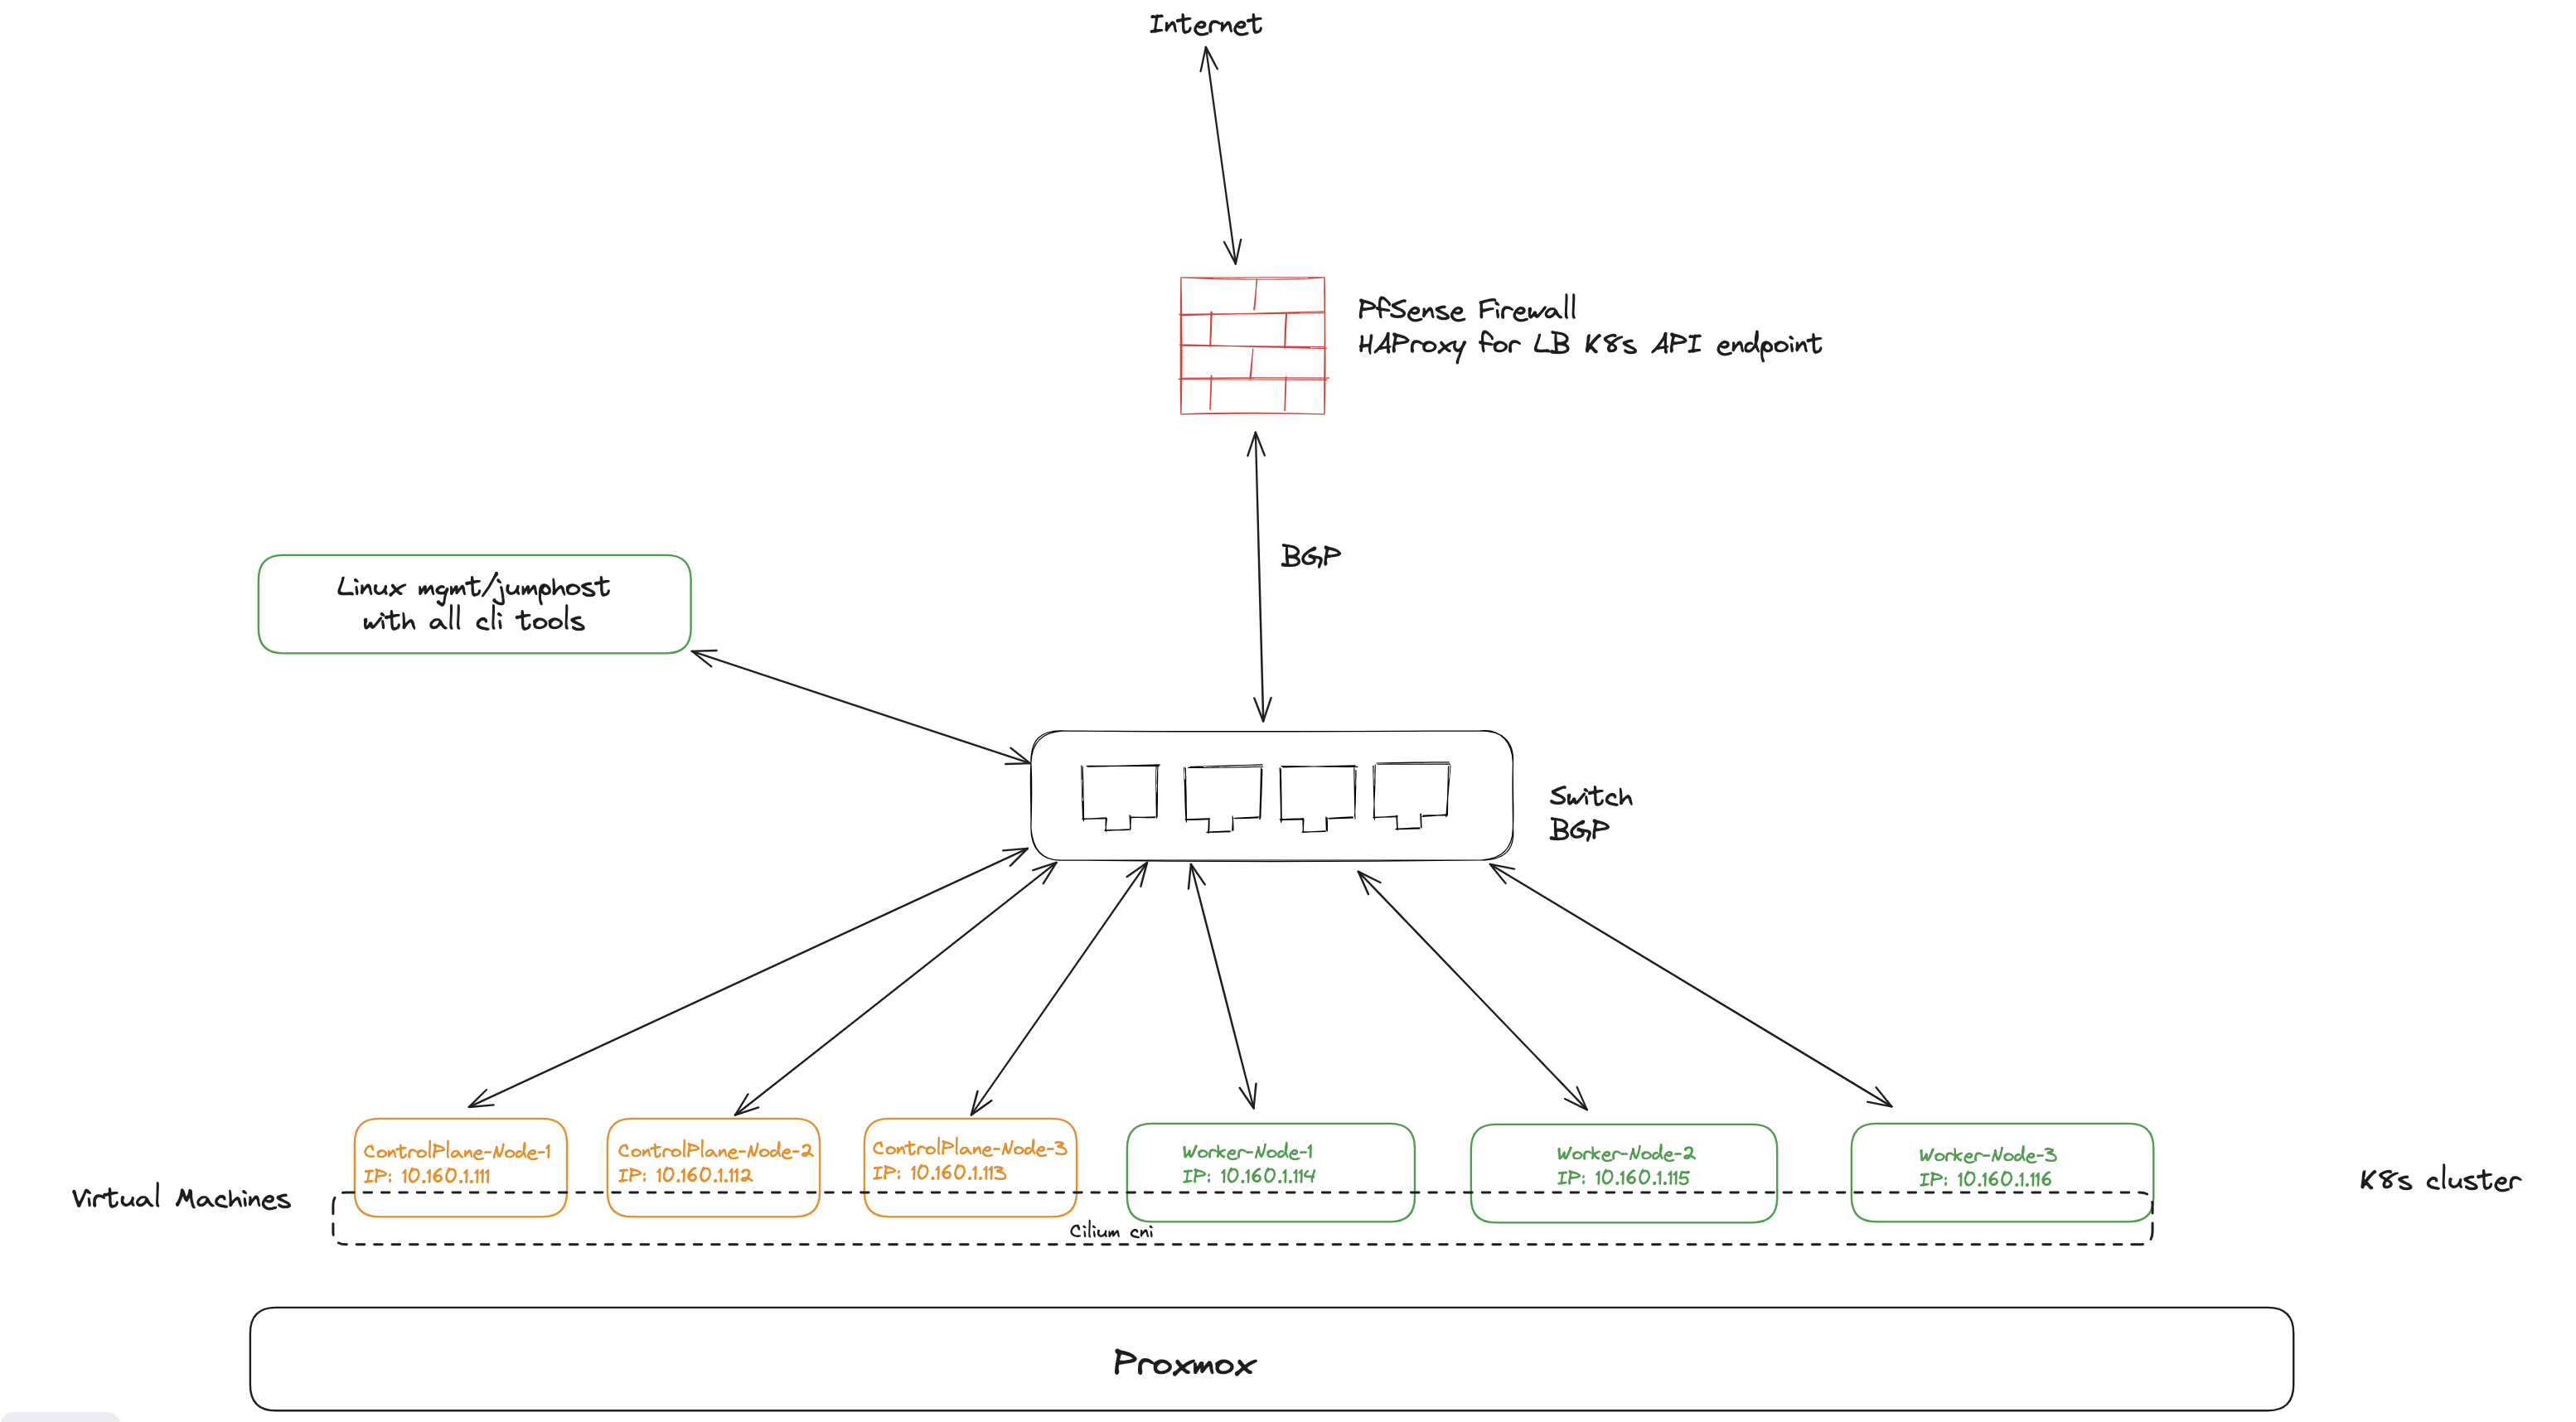 Internet
PfSense Firewall
HAProxy for LB K8s API endpoint
BGP
Linux mgmt/jumphost
with all cli tools
Switch
BGP
ControlPlane-Node-1
IP: 10.160.1.111
ControlPlane-Node-2
IP: 10.160.1.112
ControlPlane-Node-3
IP: 10.160.1.113
Worker-Node-1
IP: 10.160.1.114
Worker-Node-2
IP: 10.160.1.115
Worker-Node-3
IP: 10.160.1.116
Virtual Machines
K8s cluster
Cilium cni
Proxmox